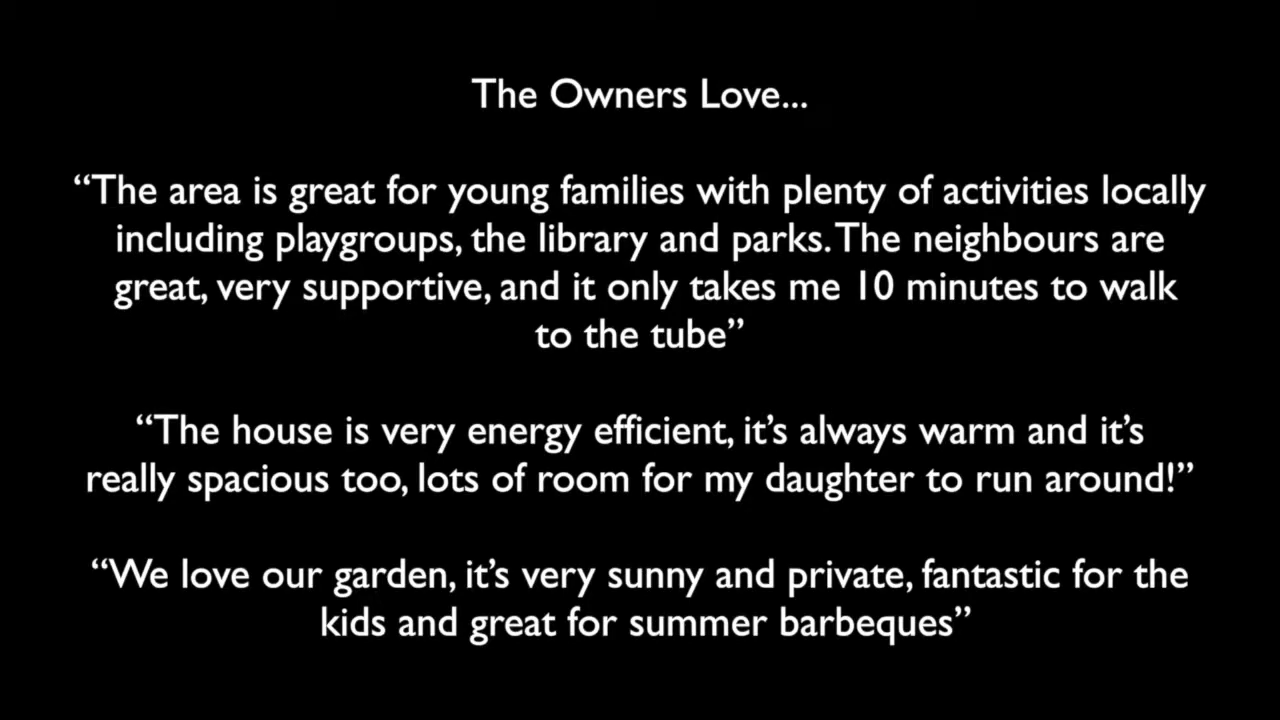 The Owners Love...
“The area is great for young families with plenty of activities locally
including playgroups, the library and parks. The neighbours are
great, very supportive, and it only takes me 10 minutes to walk
to the tube”
“The house is very energy efficient, it’s always warm and it’s
really spacious too, lots of room for my daughter to run around!”
“We love our garden, it’s very sunny and private, fantastic for the
kids and great for summer barbeques”